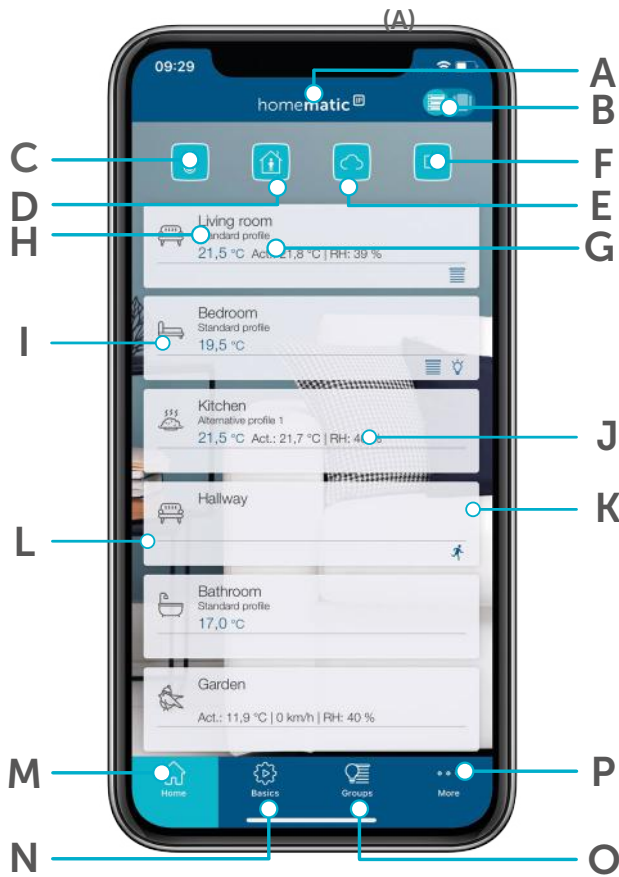 (A)
09:29
A
homematic IP
B
C
F
D
E
Living room
H
Standard profile
G
21,5 °C Act.: 21,8 °C | RH: 39 %
Bedroom
Standard profile
I
19,5 °C
Kitchen
Alternative profile 1
21,5 °C Act.: 21,7 °C | RH: %
J
Hallway
K
L
Bathroom
Standard profile
17,0 °C
Garden
Act.: 11,9 °C | 0 km/h | RH: 40 %
M
P
Home
Basics
Groups
More
N
O